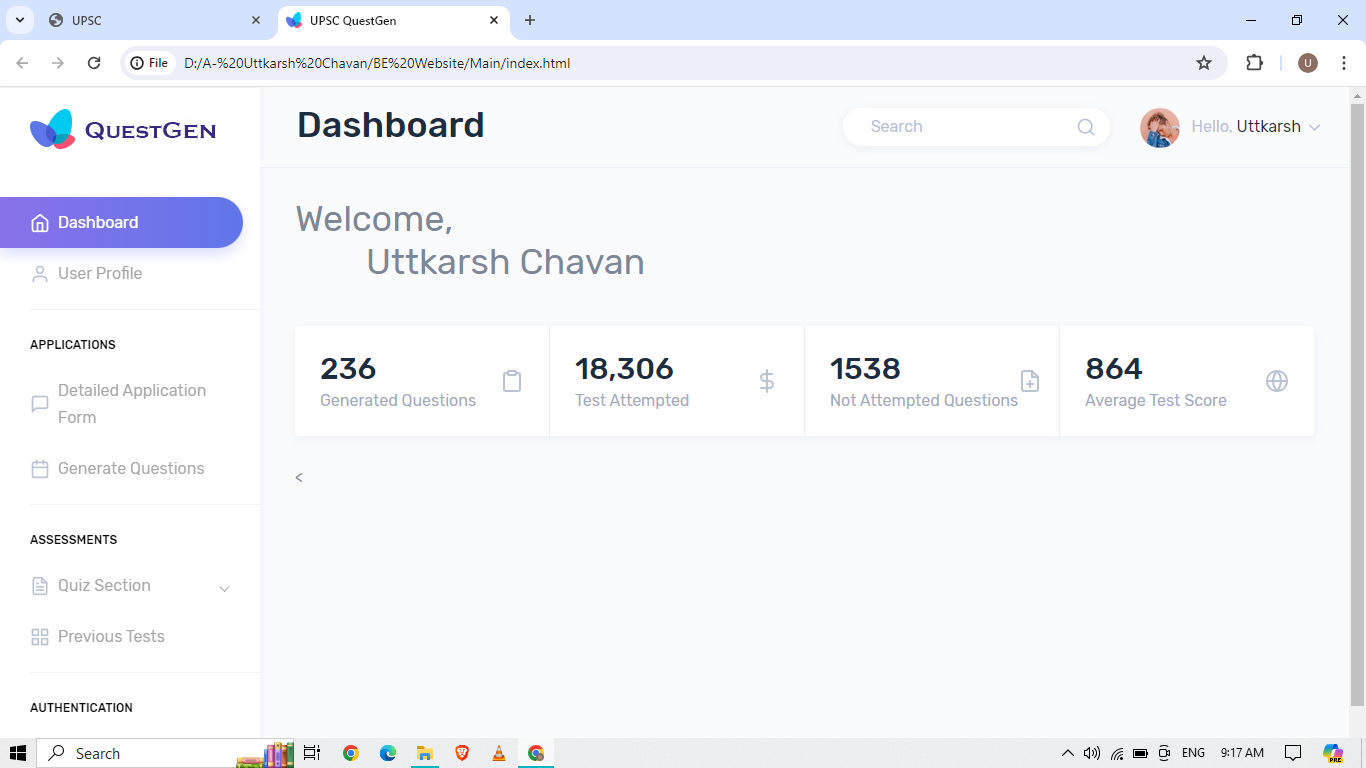 UPSC
UPSC QuestGen
File
D:/A-%20Uttkarsh%20Chavan/BE%20Website/Main/index.html
U
QUESTGEN
Dashboard
Search
Hello, Uttkarsh
Dashboard
User Profile
APPLICATIONS
Detailed Application
Form
Generate Questions
ASSESSMENTS
Quiz Section
Previous Tests
AUTHENTICATION
Welcome,
Uttkarsh Chavan
236
Generated Questions
18,306
Test Attempted
$
1538
Not Attempted Questions
864
Average Test Score
<
Search
ENG
9:17 AM
PRE